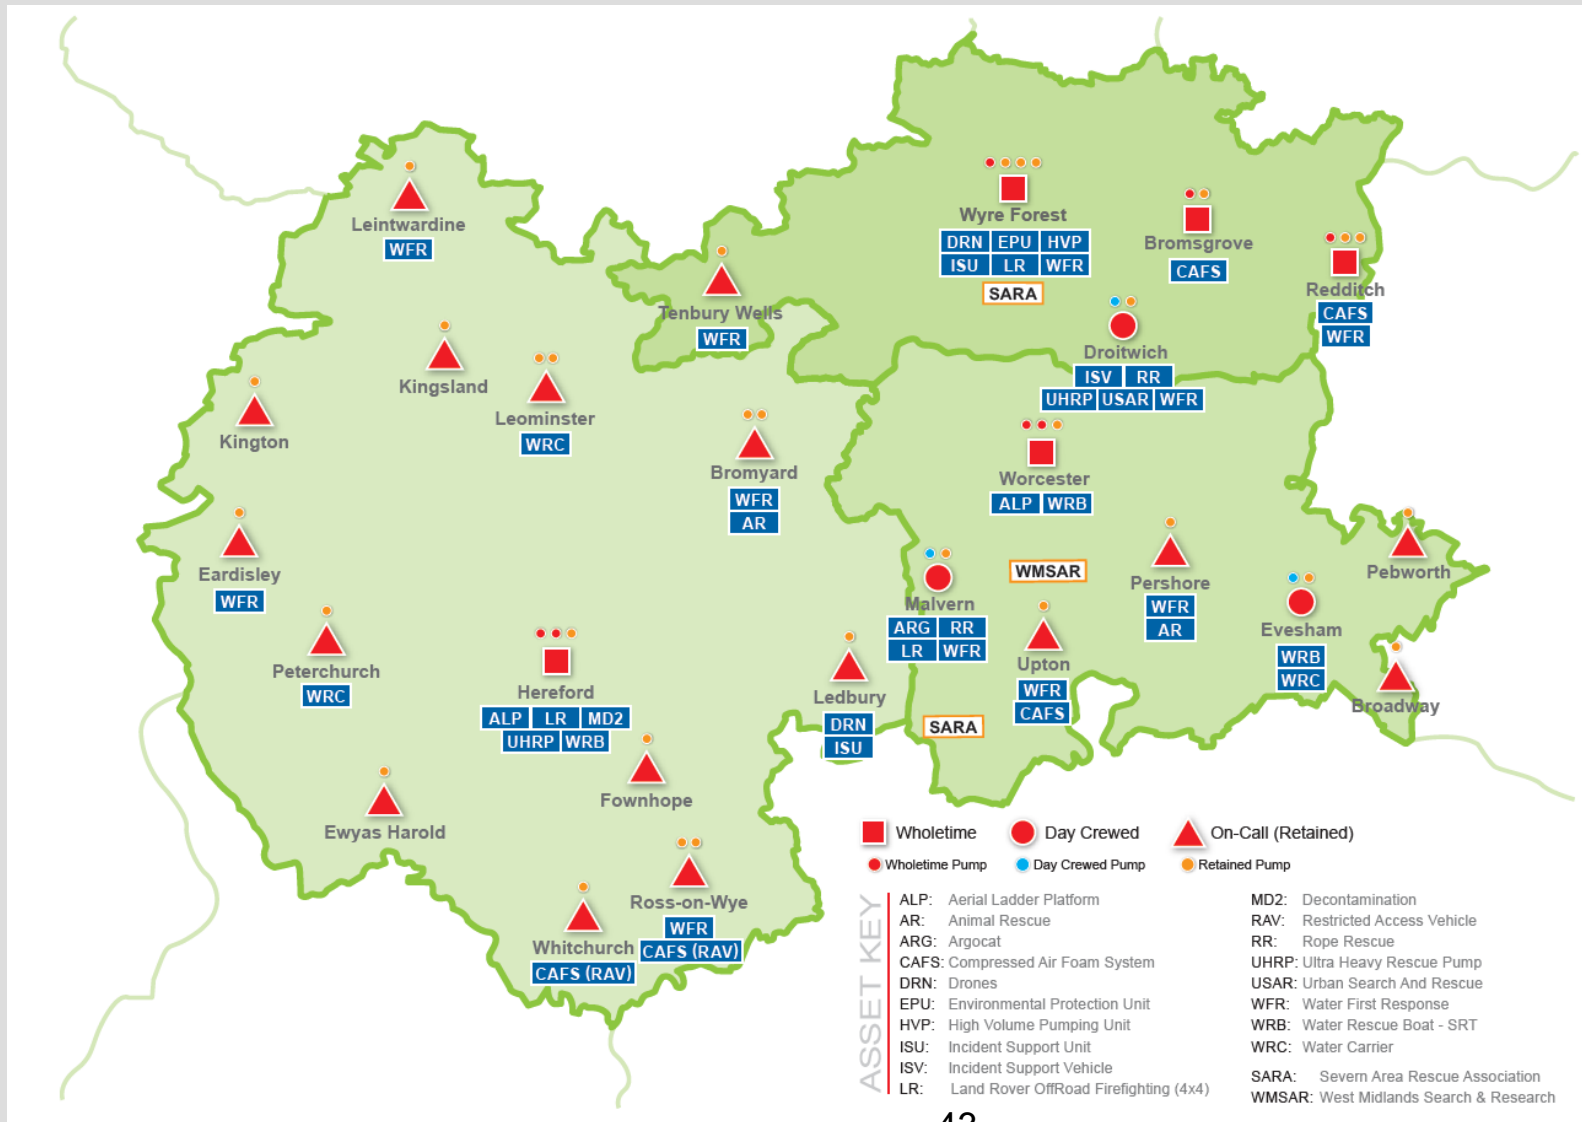 Leintwardine
WFR
Wyre Forest
DRN EPU HVP
ISU LR WFR
SARA
Bromsgrove
CAFS
Redditch
CAFS
WFR
Tenbury Wells
WFR
Droitwich
ISV RR
UHRP USAR WFR
Kingsland
Leominster
WRC
Kington
Bromyard
WFR
AR
Worcester
ALP WRB
Eardisley
WFR
WMSAR
Malvern
ARG RR
LR WFR
Pershore
WFR
AR
Pebworth
Evesham
WRB
WRC
Peterchurch
WRC
Hereford
ALP LR MD2
UHRP WRB
Ledbury
DRN
ISU
Upton
WFR
CAFS
SARA
Broadway
Fownhope
Ewyas Harold
Ross-on-Wye
WFR
CAFS (RAV)
Whitchurch
CAFS (RAV)
Wholetime Day Crewed On-Call (Retained)
Wholetime Pump Day Crewed Pump Retained Pump
ASSET KEY
ALP: Aerial Ladder Platform
AR: Animal Rescue
ARG: Argocat
CAFS: Compressed Air Foam System
DRN: Drones
EPU: Environmental Protection Unit
HVP: High Volume Pumping Unit
ISU: Incident Support Unit
ISV: Incident Support Vehicle
LR: Land Rover OffRoad Firefighting (4x4)
MD2: Decontamination
RAV: Restricted Access Vehicle
RR: Rope Rescue
UHRP: Ultra Heavy Rescue Pump
USAR: Urban Search And Rescue
WFR: Water First Response
WRB: Water Rescue Boat - SRT
WRC: Water Carrier
SARA: Severn Area Rescue Association
WMSAR: West Midlands Search & Research